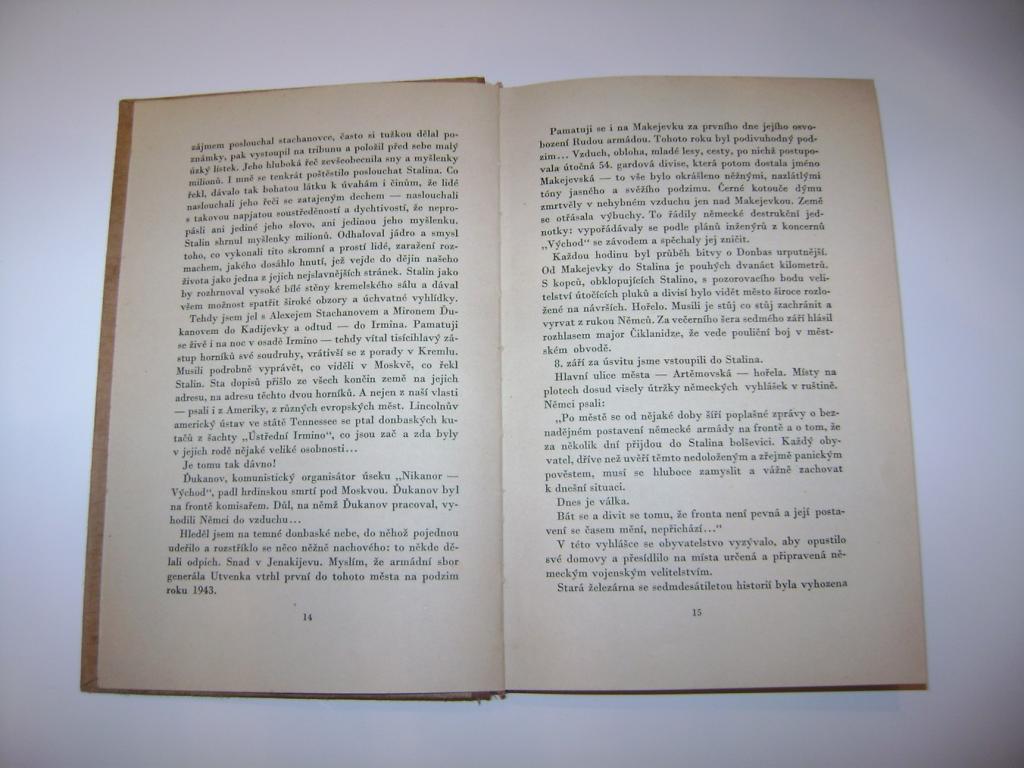 zájmem poslouchal stachanovce, často si tužkou dělal po-
známky, pak vystoupil na tribunu a položil před sebe malý
úzký lístek. Jeho hluboká řeč zevšeobecnila sny a myšlenky
milionů. I mně se tenkrát poštěstilo poslouchat Stalina. Co
řekl, dávalo tak bohatou látku k úvahám i činům, že lidé
naslouchali jeho řeči se zatajeným dechem — naslouchali
s takovou napjatou soustředěností a dychtivostí, že nepro-
pásli ani jediné jeho slovo, ani jedinou jeho myšlenku.
Stalin shrnul myšlenky milionů. Odhaloval jádro a smysl
toho, co vykonali tito skromní a prostí lidé, zaražení roz-
machem, jakého dosáhlo hnutí, jež vejde do dějin našeho
života jako jedna z jejich nejslavnějších stránek. Stalin jako
by rozhrnoval vysoké bílé stěny kremelského sálu a dával
všem možnost spatřit široké obzory a úchvatné vyhlídky.
Tehdy jsem jel s Alexejem Stachanovem a Mironem Ďu-
kanovem do Kadijevky a odtud — do Irmina. Pamatuji
se živě i na noc v osadě Irmino — tehdy vítal tisícihlavý zá-
stup horníků své soudruhy, vrátivší se z porady v Kremlu.
Musili podrobně vyprávět, co viděli v Moskvě, co řekl
Stalin. Sta dopisů přišlo ze všech končin země na jejich
adresu, na adresu těchto dvou horníků. A nejen z naší vlasti
— psali i z Ameriky, z různých evropských měst. Lincolnův
americký ústav ve státě Tennessee se ptal donbaských ku-
tačů z šachty „Ústřední Irmino“, co jsou zač a zda byly
v jejich rodě nějaké veliké osobnosti...
Je tomu tak dávno!
Ďukanov, komunistický organisátor úseku „Nikanor —
Východ“, padl hrdinskou smrtí pod Moskvou. Ďukanov byl
na frontě komisařem. Důl, na němž Ďukanov pracoval, vy-
hodili Němci do vzduchu...
Hleděl jsem na temné donbaské nebe, do něhož pojednou
udeřilo a rozstříklo se něco něžně nachového: to někde dě-
lali odpich. Snad v Jenakijevu. Myslím, že armádní sbor
generála Utvenka vtrhl první do tohoto města na podzim
roku 1943.
14
Pamatuji se i na Makejevku za prvního dne jejího osvo-
bození Rudou armádou. Tohoto roku byl podivuhodný pod-
zim... Vzduch, obloha, mladé lesy, cesty, po nichž postupo-
vala útočná 54. gardová divise, která potom dostala jméno
Makejevská — to vše bylo okrášleno něžnými, nazlátlými
tóny jasného a svěžího podzimu. Černé kotouče dýmu
zmrtvěly v nehybném vzduchu jen nad Makejevkou. Země
se otřásala výbuchy. To řádily německé destrukční jed-
notky: vypořádávaly se podle plánů inženýrů z koncernů
„Východ“ se závodem a spěchaly jej zničit.
Každou hodinu byl průběh bitvy o Donbas urputnější.
Od Makejevky do Stalina je pouhých dvanáct kilometrů.
S kopců, obklopujících Stalino, s pozorovacího bodu veli-
telství útočících pluků a divisí bylo vidět město široce rozlo-
žené na návrších. Hořelo. Musili je stůj co stůj zachránit a
vyrvat z rukou Němců. Za večerního šera sedmého září hlásil
rozhlasem major Čiklanidze, že vede pouliční boj v měst-
ském obvodě.
8. září za úsvitu jsme vstoupili do Stalina.
Hlavní ulice města — Artěmovská — hořela. Místy na
plotech dosud visely útržky německých vyhlášek v ruštině.
Němci psali:
„Po městě se od nějaké doby šíří poplašné zprávy o bez-
nadějném postavení německé armády na frontě a o tom, že
za několik dní přijdou do Stalina bolševici. Každý oby-
vatel, dříve než uvěří těmto nedoloženým a zřejmě panickým
pověstem, musí se hluboce zamyslit a vážně zachovat
k dnešní situaci.
Dnes je válka.
Bát se a divit se tomu, že fronta není pevná a její posta-
vení se časem mění, nepřichází...“
V této vyhlášce se obyvatelstvo vyzývalo, aby opustilo
své domovy a přesídlilo na místa určená a připravená ně-
meckým vojenským velitelstvím.
Stará železárna se sedmdesátiletou historií byla vyhozena
15